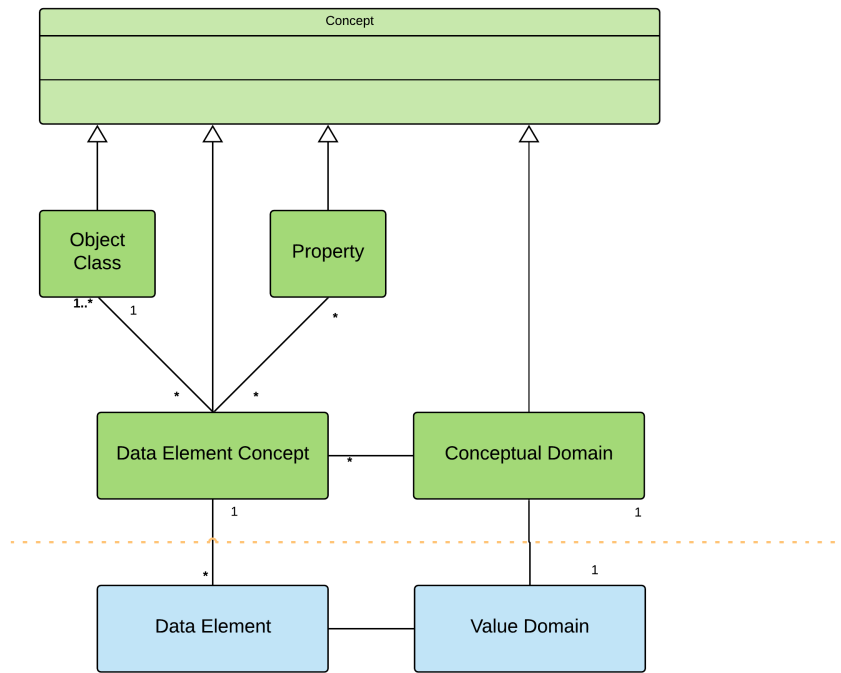 Concept
Object
Class
Property
1..*
1
*
*
*
Data Element Concept
*
Conceptual Domain
1
1
*
1
Data Element
Value Domain